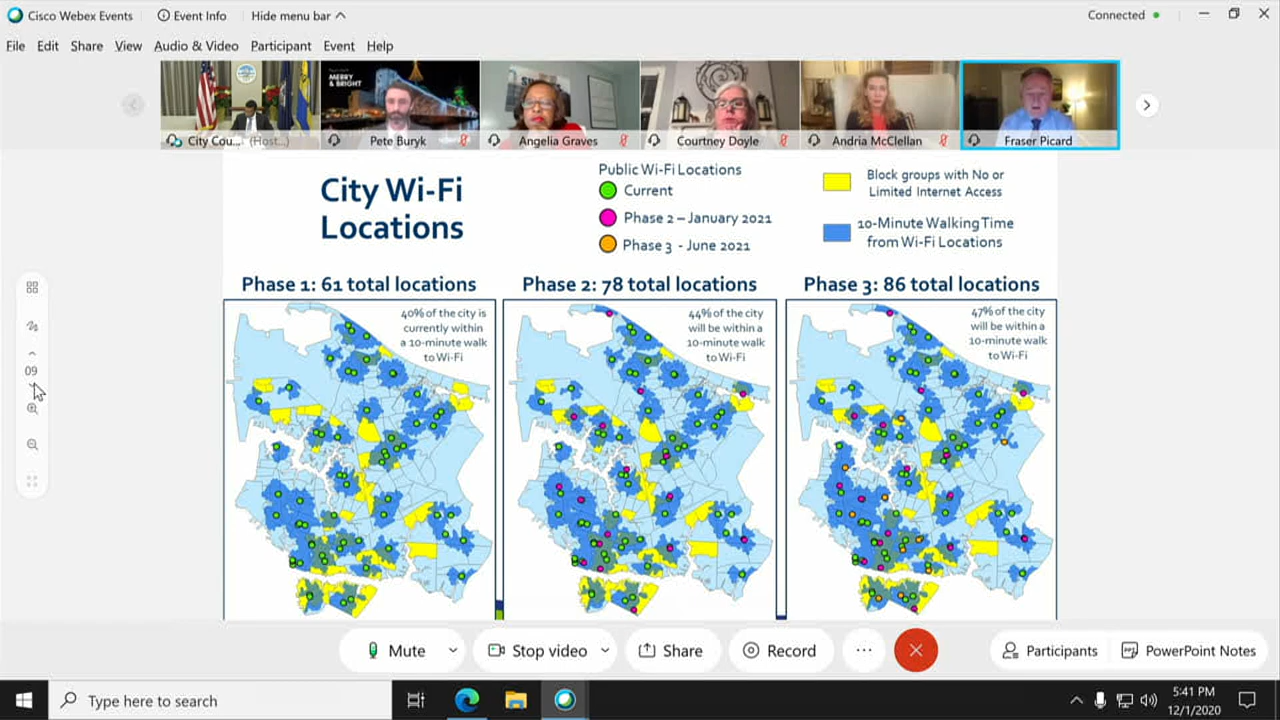 Cisco Webex Events
Event Info
Hide menu bar
Connected
File Edit Share View Audio & Video Participant Event Help
MERRY
& BRIGHT
City Cou... (Host...)
Pete Buryk
Angelia Graves
Courtney Doyle
Andria McClellan
Fraser Picard
City Wi-Fi
Locations
Public Wi-Fi Locations
Current
Phase 2 – January 2021
Phase 3 - June 2021
Block groups with No or
Limited Internet Access
10-Minute Walking Time
from Wi-Fi Locations
Phase 1: 61 total locations
40% of the city is
currently within
a 10-minute walk
to Wi-Fi
Phase 2: 78 total locations
44% of the city
will be within a
10-minute walk
to Wi-Fi
Phase 3: 86 total locations
47% of the city
will be within a
10-minute walk
to Wi-Fi
09
Mute
Stop video
Share
Record
Participants
PowerPoint Notes
Type here to search
5:41 PM
12/1/2020